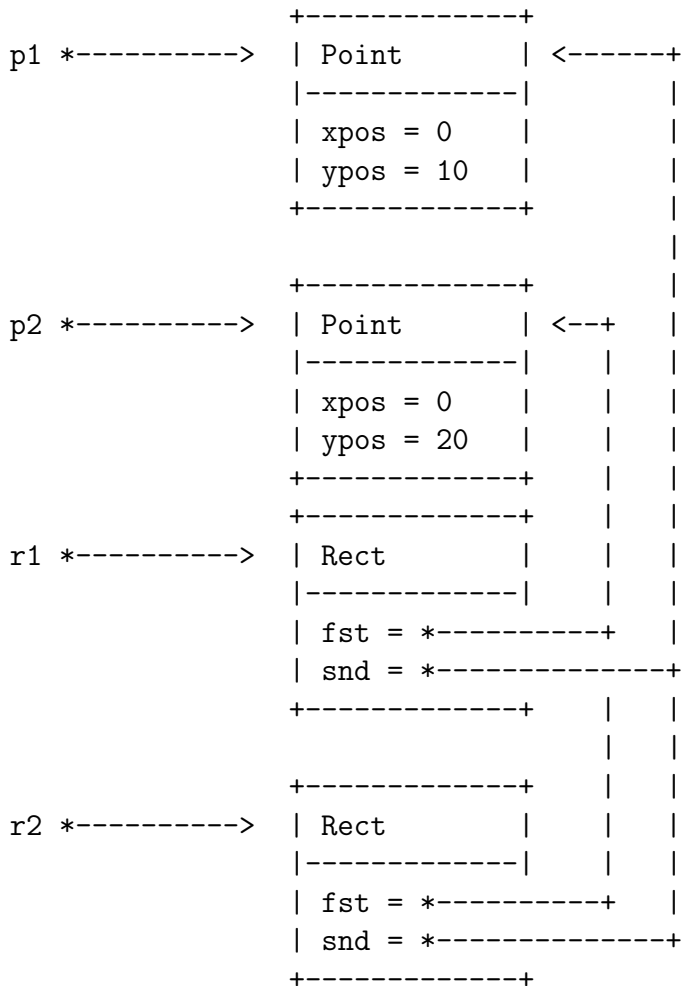 +-------------+
p1 *---------->  | Point       | <------+
                 |-------------|        |
                 | xpos = 0    |        |
                 | ypos = 10   |        |
                 +-------------+        |
                                        |
                 +-------------+        |
p2 *---------->  | Point       | <--+   |
                 |-------------|    |   |
                 | xpos = 0    |    |   |
                 | ypos = 20   |    |   |
                 +-------------+    |   |
                 +-------------+    |   |
r1 *---------->  | Rect        |    |   |
                 |-------------|    |   |
                 | fst = *----------+   |
                 | snd = *--------------+
                 +-------------+    |   |
                                    |   |
                 +-------------+    |   |
r2 *---------->  | Rect        |    |   |
                 |-------------|    |   |
                 | fst = *----------+   |
                 | snd = *--------------+
                 +-------------+